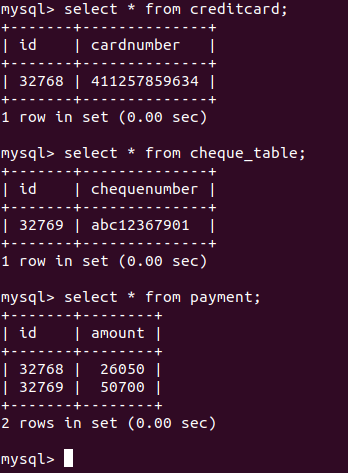 mysql> select * from creditcard;
+-------+--------------+
| id    | cardnumber   |
+-------+--------------+
| 32768 | 411257859634 |
+-------+--------------+
1 row in set (0.00 sec)
mysql> select * from cheque_table;
+-------+--------------+
| id    | chequenumber |
+-------+--------------+
| 32769 | abc12367901  |
+-------+--------------+
1 row in set (0.00 sec)
mysql> select * from payment;
+-------+--------+
| id    | amount |
+-------+--------+
| 32768 |  26050 |
| 32769 |  50700 |
+-------+--------+
2 rows in set (0.00 sec)
mysql>